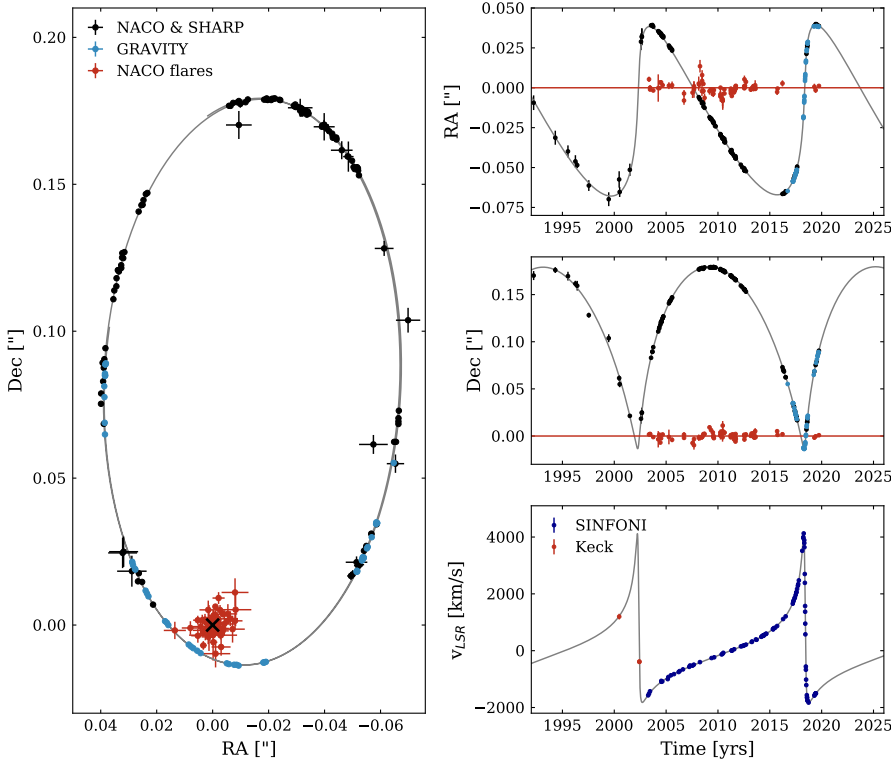 NACO & SHARP
GRAVITY
NACO flares
0.20
0.15
0.10
0.05
0.00
Dec ["]
0.04 0.02 0.00 −0.02 −0.04 −0.06
RA ["]
0.050
0.025
0.000
−0.025
−0.050
−0.075
RA ["]
1995 2000 2005 2010 2015 2020 2025
0.15
0.10
0.05
0.00
Dec ["]
1995 2000 2005 2010 2015 2020 2025
SINFONI
Keck
4000
2000
0
−2000
vLSR [km/s]
1995 2000 2005 2010 2015 2020 2025
Time [yrs]